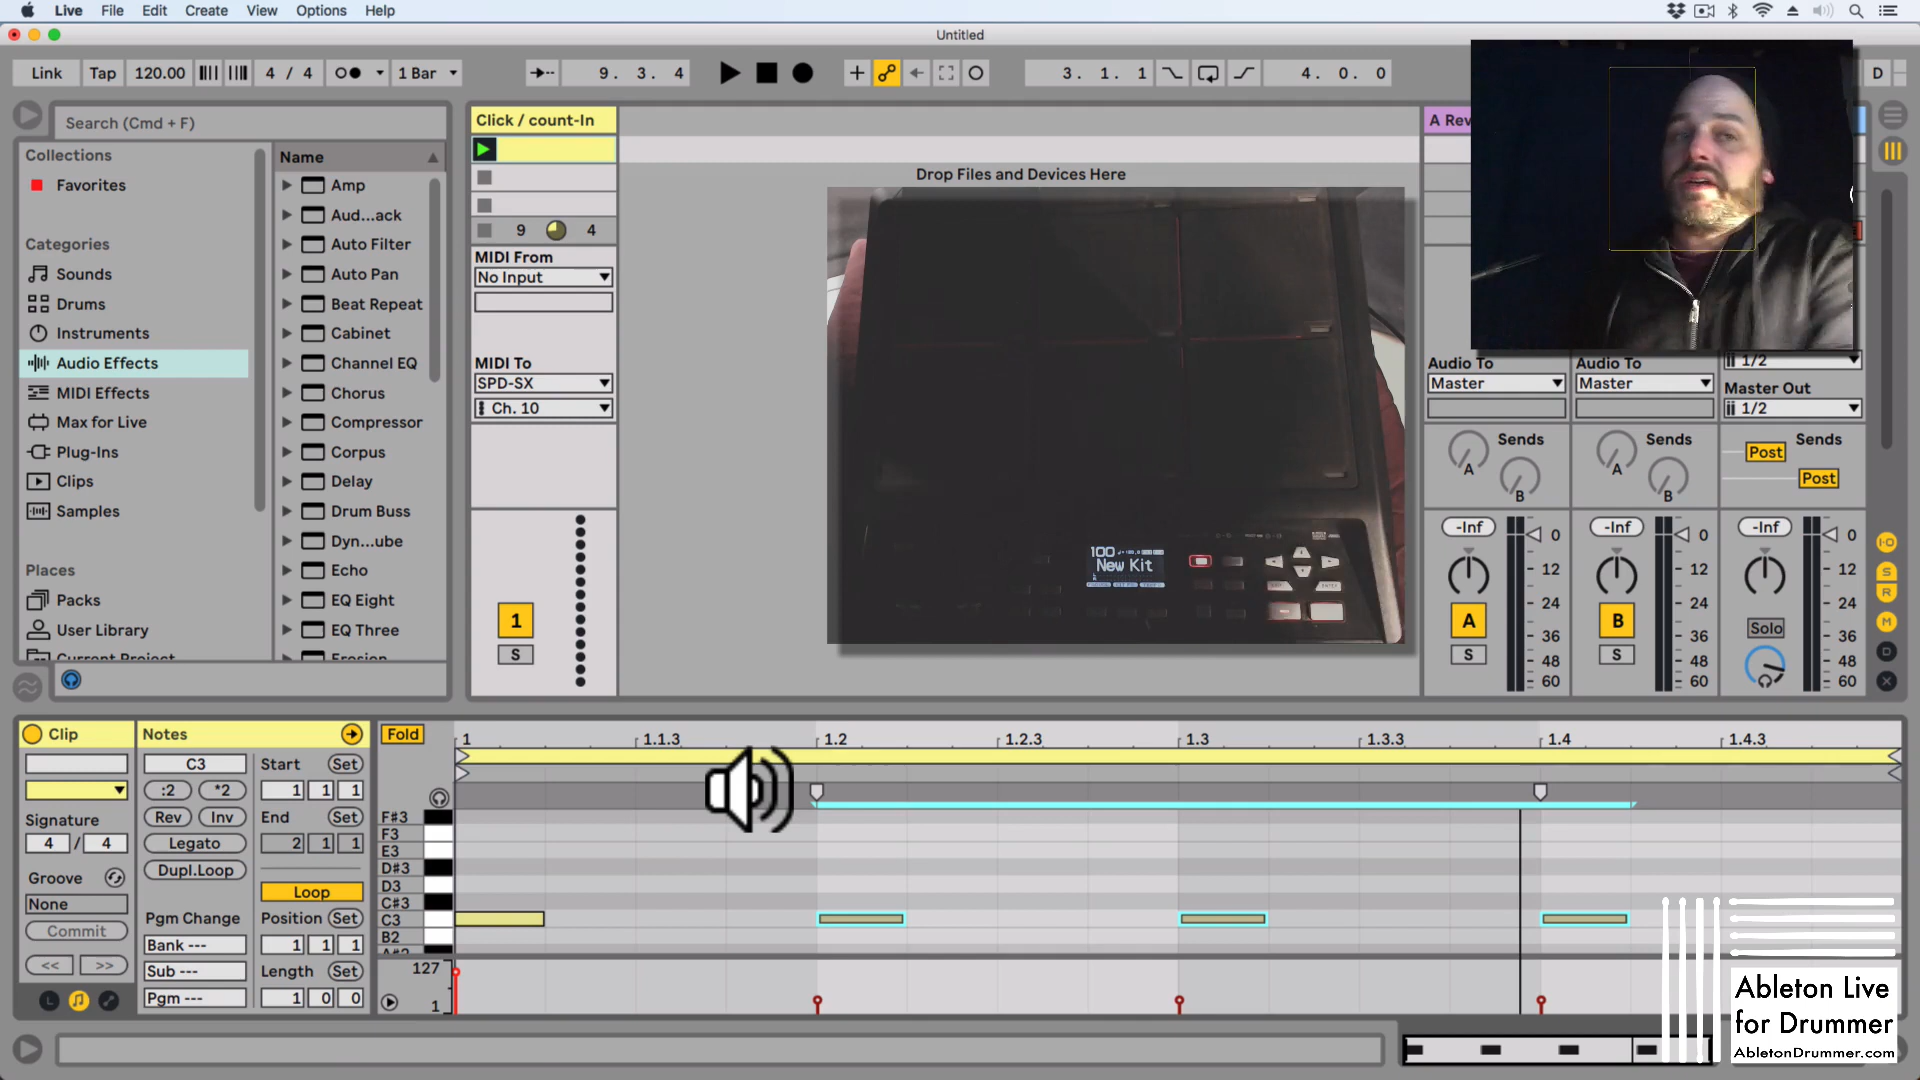 Live File Edit Create View Options Help
Untitled
Link Tap 120.00 4 / 4 1 Bar 9. 3. 4 3. 1. 1 4. 0. 0 D
Search (Cmd + F)
Collections
Favorites
Categories
Sounds
Drums
Instruments
Audio Effects
MIDI Effects
Max for Live
Plug-Ins
Clips
Samples
Places
Packs
User Library
Current Project
Name
Amp
Aud...ack
Auto Filter
Auto Pan
Beat Repeat
Cabinet
Channel EQ
Chorus
Compressor
Corpus
Delay
Drum Buss
Dyn...ube
Echo
EQ Eight
EQ Three
Erosion
Click / count-In
9 4
MIDI From
No Input
MIDI To
SPD-SX
Ch. 10
1
S
Drop Files and Devices Here
100
New Kit
A Rev
Audio To
Master
Sends
A
B
-Inf
0
12
24
36
48
60
A
S
Audio To
Master
Sends
A
B
-Inf
0
12
24
36
48
60
B
S
1/2
Master Out
1/2
Sends
Post
Post
-Inf
0
12
24
36
48
60
Solo
I-O
S
R
M
D
X
Clip
Signature
4 / 4
Groove
None
Commit
<< >>
L
Notes
C3
:2 *2
Rev Inv
Legato
Dupl.Loop
Pgm Change
Bank ---
Sub ---
Pgm ---
Start Set
1 1 1
End Set
2 1 1
Loop
Position Set
1 1 1
Length Set
1 0 0
Fold
1 1.1.3 1.2 1.2.3 1.3 1.3.3 1.4 1.4.3
F#3
F3
E3
D#3
D3
C#3
C3
B2
A#2
127
1
Ableton Live
for Drummer
AbletonDrummer.com